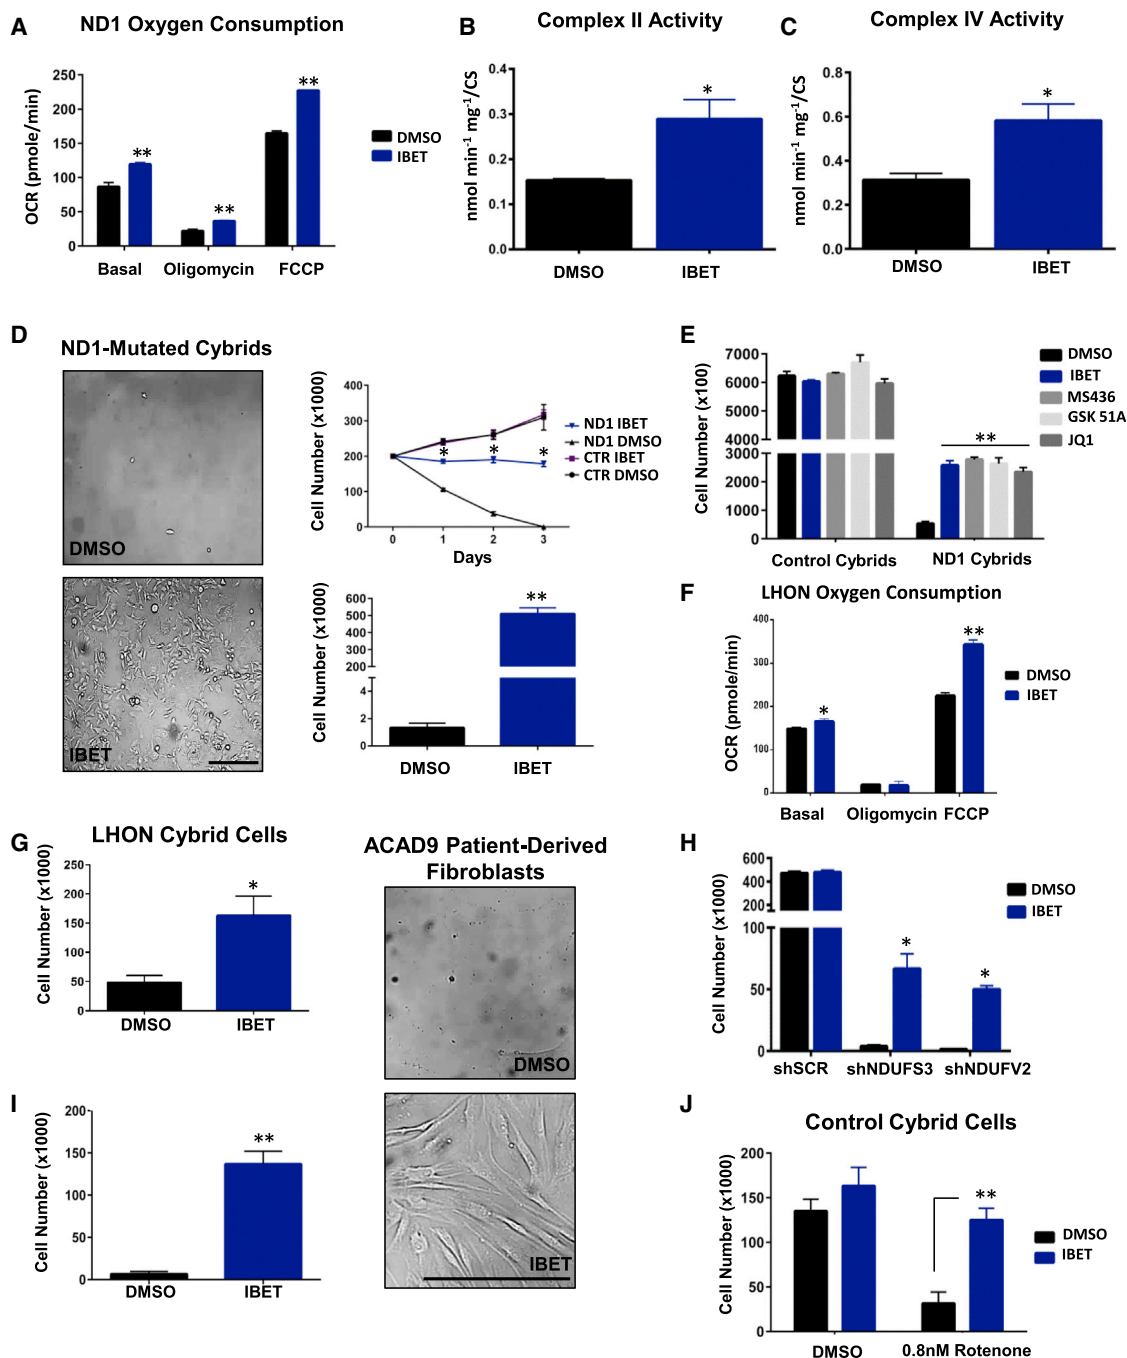 A
ND1 Oxygen Consumption
OCR (pmole/min)
250
200
150
100
50
0
**
**
**
Basal Oligomycin FCCP
DMSO
IBET
B
Complex II Activity
nmol min-1 mg-1/CS
0.4
0.3
0.2
0.1
0.0
*
DMSO IBET
C
Complex IV Activity
nmol min-1 mg-1/CS
0.8
0.6
0.4
0.2
0.0
*
DMSO IBET
D
ND1-Mutated Cybrids
DMSO
IBET
Cell Number (x1000)
400
300
200
100
0
* * *
0 1 2 3
Days
ND1 IBET
ND1 DMSO
CTR IBET
CTR DMSO
Cell Number (x1000)
600
500
400
300
200
4
2
0
**
DMSO IBET
E
Cell Number (x100)
7000
6000
5000
4000
3000
2000
1000
0
**
Control Cybrids ND1 Cybrids
DMSO
IBET
MS436
GSK 51A
JQ1
F
LHON Oxygen Consumption
OCR (pmole/min)
400
300
200
100
0
*
**
Basal Oligomycin FCCP
DMSO
IBET
G
LHON Cybrid Cells
Cell Number (x1000)
250
200
150
100
50
0
*
DMSO IBET
ACAD9 Patient-Derived
Fibroblasts
DMSO
IBET
H
Cell Number (x1000)
600
400
200
100
50
0
*
*
shSCR shNDUFS3 shNDUFV2
DMSO
IBET
I
Cell Number (x1000)
200
150
100
50
0
**
DMSO IBET
J
Control Cybrid Cells
Cell Number (x1000)
200
150
100
50
0
**
DMSO 0.8nM Rotenone
DMSO
IBET